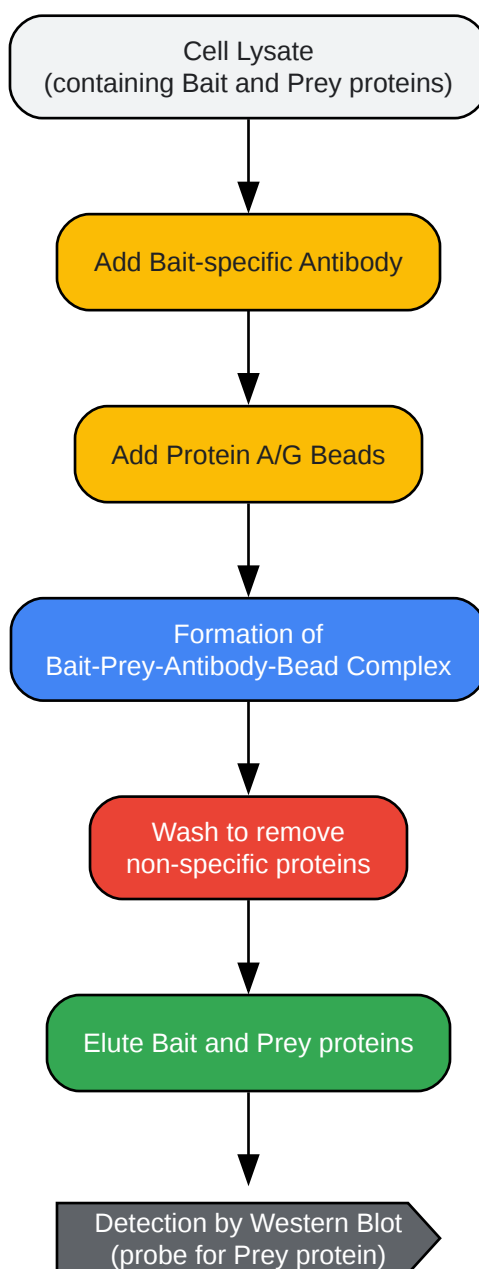 Cell Lysate
(containing Bait and Prey proteins)
Add Bait-specific Antibody
Add Protein A/G Beads
Formation of
Bait-Prey-Antibody-Bead Complex
Wash to remove
non-specific proteins
Elute Bait and Prey proteins
Detection by Western Blot
(probe for Prey protein)